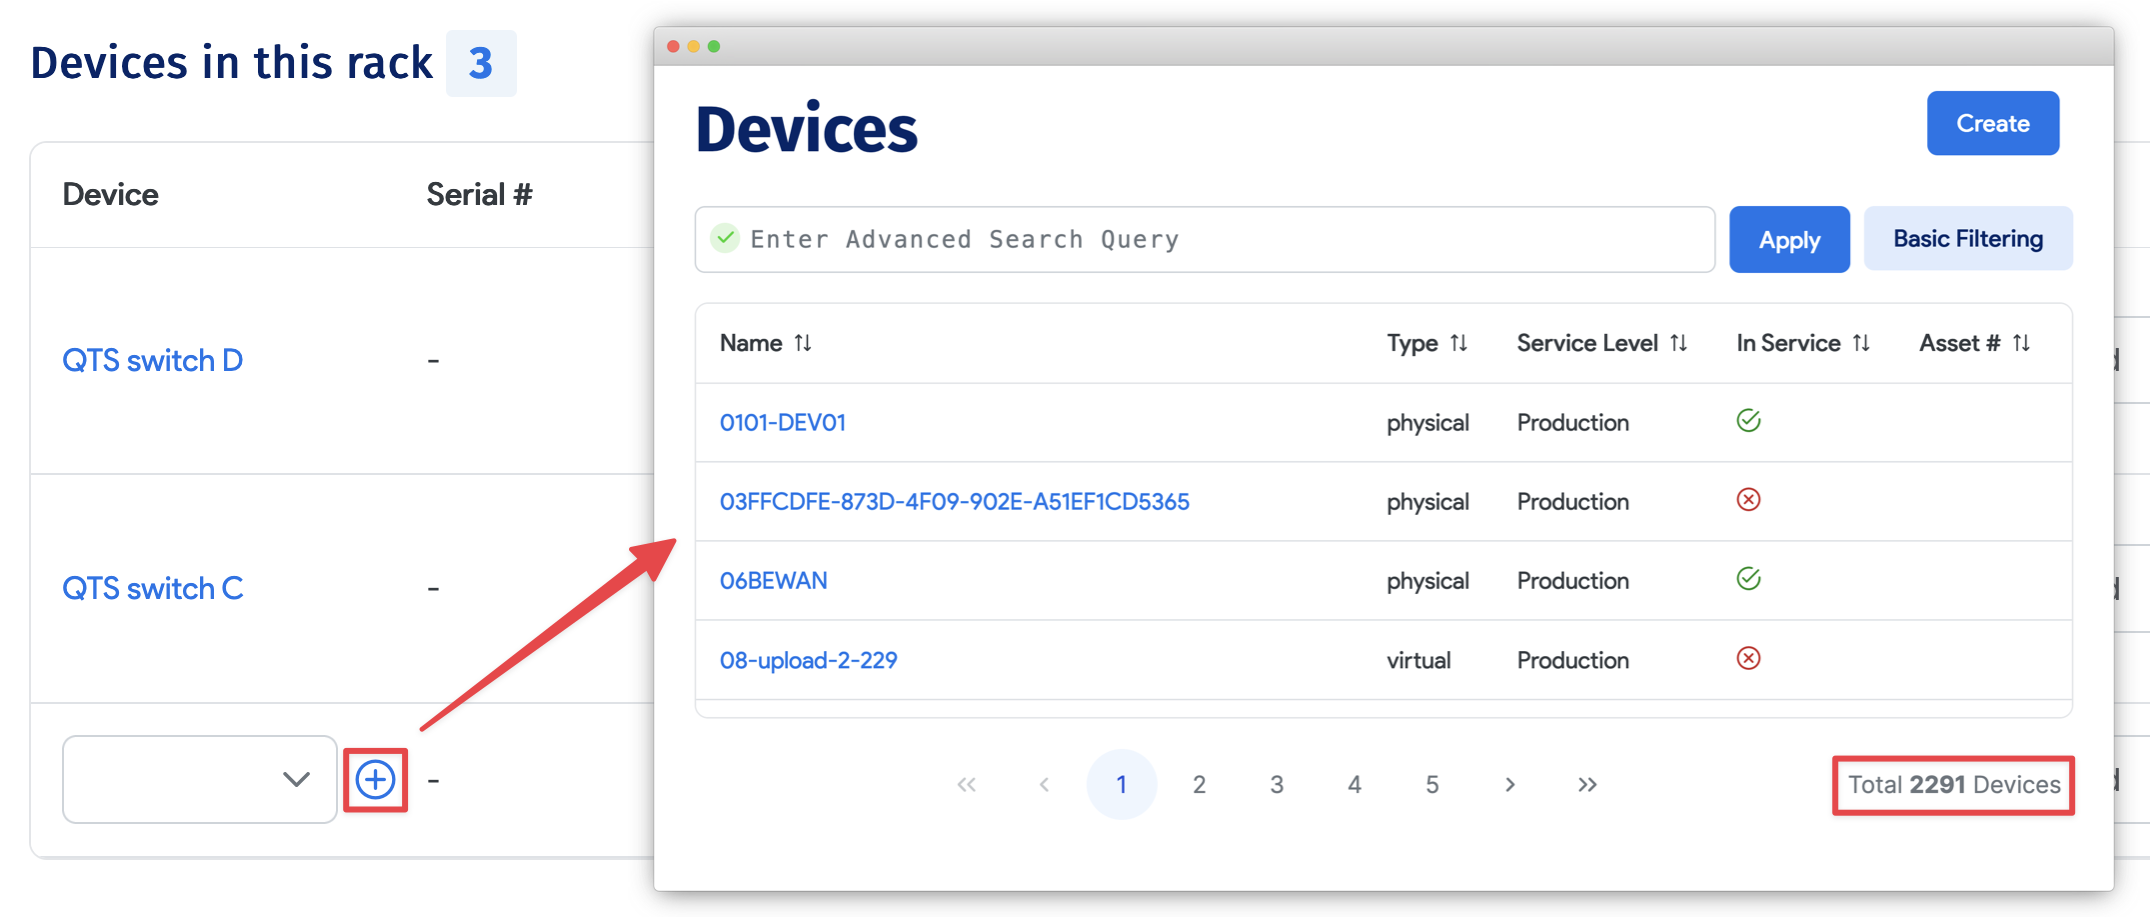 Devices in this rack 3
Device Serial #
QTS switch D -
QTS switch C -
-
Devices
Create
Enter Advanced Search Query
Apply
Basic Filtering
Name Type Service Level In Service Asset #
0101-DEV01 physical Production
03FFCDFE-873D-4F09-902E-A51EF1CD5365 physical Production
06BEWAN physical Production
08-upload-2-229 virtual Production
« ‹ 1 2 3 4 5 › »
Total 2291 Devices